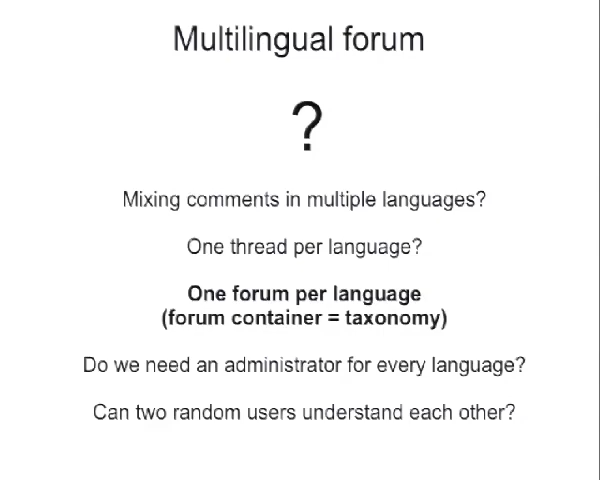 Multilingual forum
?
Mixing comments in multiple languages?
One thread per language?
One forum per language
(forum container = taxonomy)
Do we need an administrator for every language?
Can two random users understand each other?